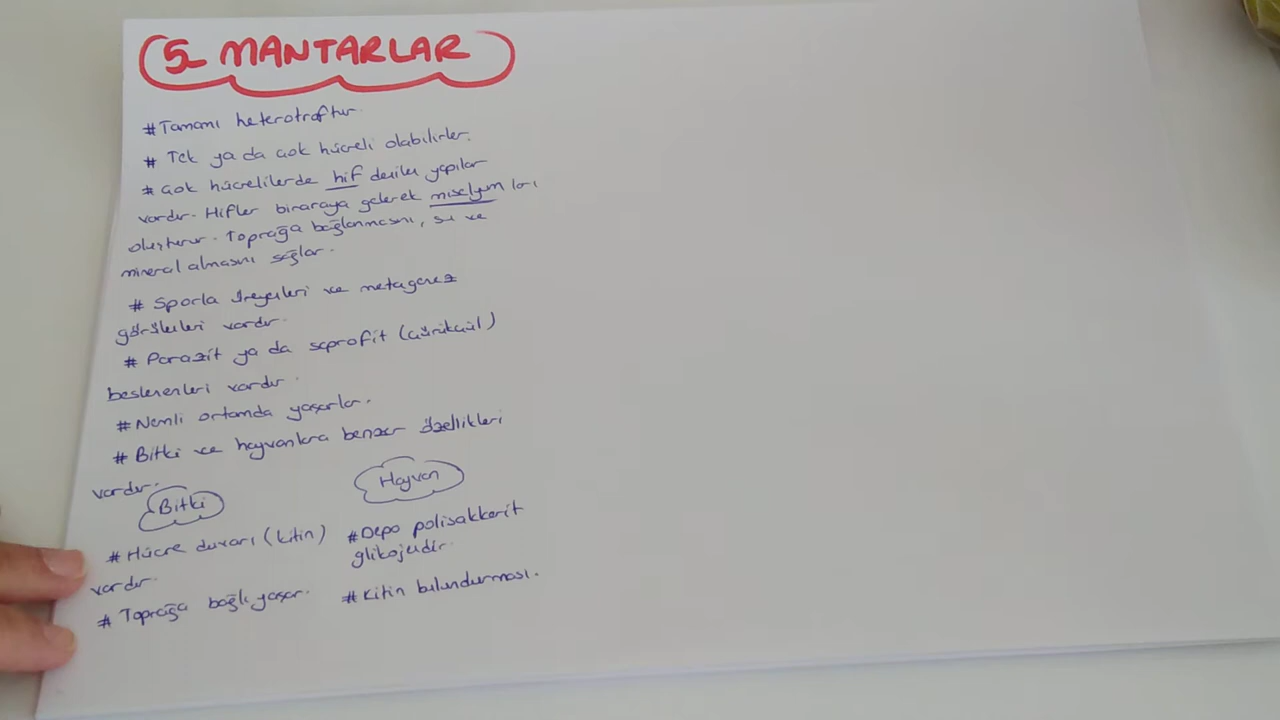 5- MANTARLAR
#Tamamı heterotroftur.
# Tek ya da çok hücreli olabilirler.
# çok hücrelilerde hif denilen yapılar
vardır. Hifler biraraya gelerek miselyum ları
oluşturur. Toprağa bağlanmasını, su ve
mineral almasını sağlar.
# Sporla üreyenleri ve metagenez
görülenleri vardır.
# Parazit ya da saprofit (çürükçül)
beslenenleri vardır.
#Nemli ortamda yaşarlar.
# Bitki ve hayvanlara benzer özellikleri
vardır.
Bitki
# Hücre duvarı (kitin)
vardır.
# Toprağa bağlı yaşar.
Hayvan
#Depo polisakkarit
glikojendir.
# Kitin bulundurması.